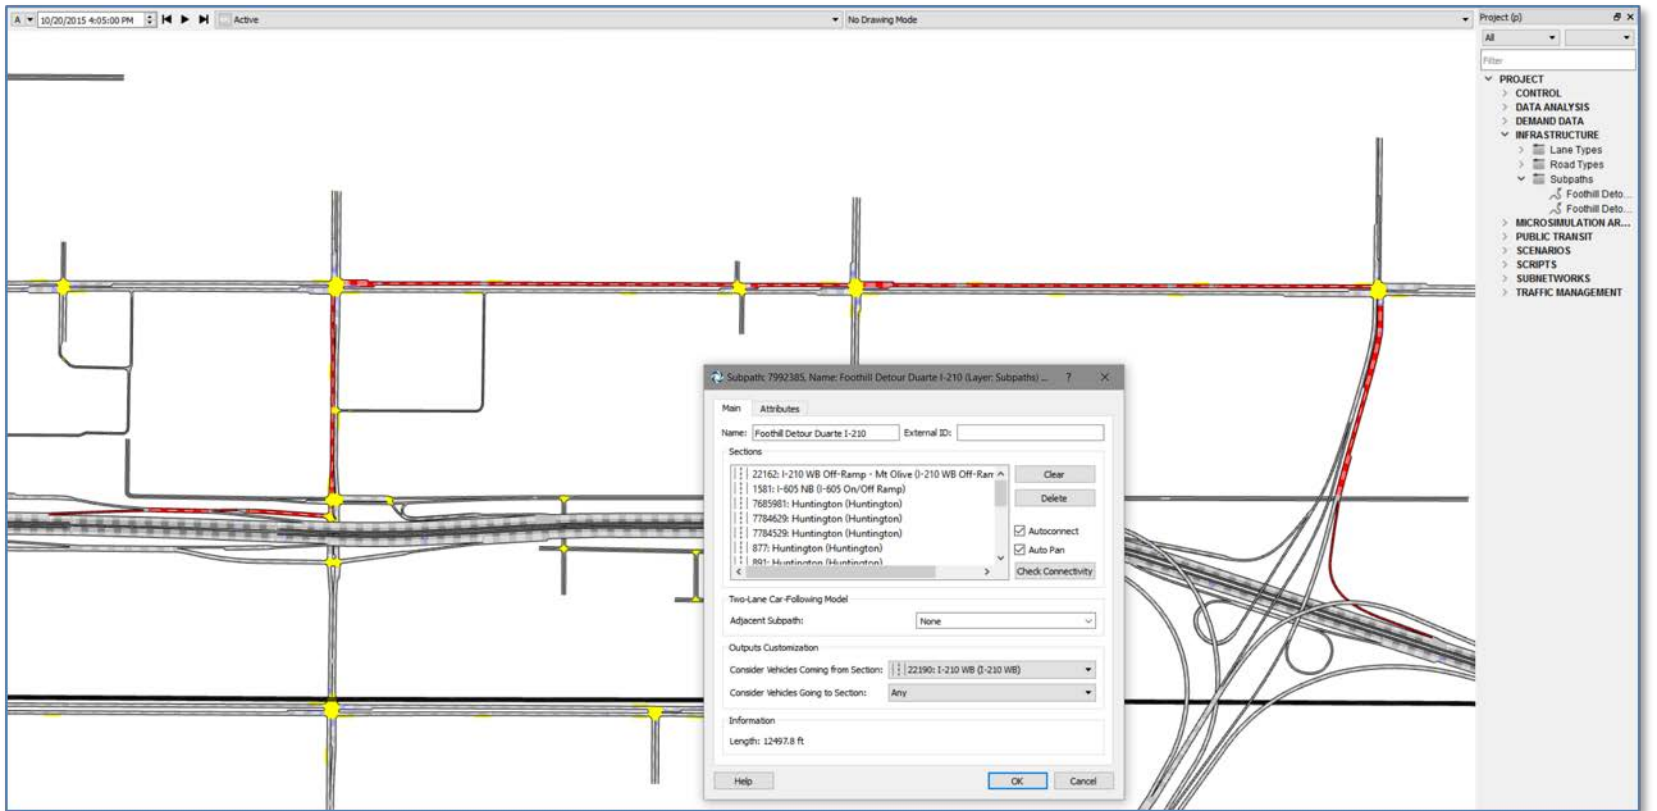 A 10/20/2015 4:05:00 PM Active No Drawing Mode
Project (p)
All
Filter
PROJECT
CONTROL
DATA ANALYSIS
DEMAND DATA
INFRASTRUCTURE
Lane Types
Road Types
Subpaths
Foothill Deto...
Foothill Deto...
MICROSIMULATION AR...
PUBLIC TRANSIT
SCENARIOS
SCRIPTS
SUBNETWORKS
TRAFFIC MANAGEMENT
Subpath: 7992385, Name: Foothill Detour Duarte I-210 (Layer: Subpaths) ... ? ×
Main Attributes
Name: Foothill Detour Duarte I-210 External ID:
Sections
22162: I-210 WB Off-Ramp - Mt Olive (I-210 WB Off-Ram
1581: I-605 NB (I-605 On/Off Ramp)
7685981: Huntington (Huntington)
7784629: Huntington (Huntington)
7784529: Huntington (Huntington)
877: Huntington (Huntington)
891: Huntington (Huntington)
Clear
Delete
Autoconnect
Auto Pan
Check Connectivity
Two-Lane Car-Following Model
Adjacent Subpath: None
Outputs Customization
Consider Vehicles Coming from Section: 22190: I-210 WB (I-210 WB)
Consider Vehicles Going to Section: Any
Information
Length: 12497.8 ft
Help OK Cancel